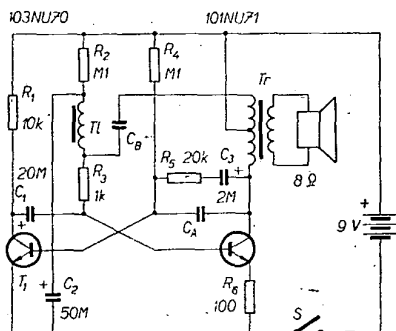 103NU70
101NU71
R2
M1
R4
M1
Tr
R1
10k
Tl
CB
R5 20k
C3
2M
8 Ω
20M
C1
R3
1k
CA
+
+
9 V
T1
+
C2
50M
R6
100
S